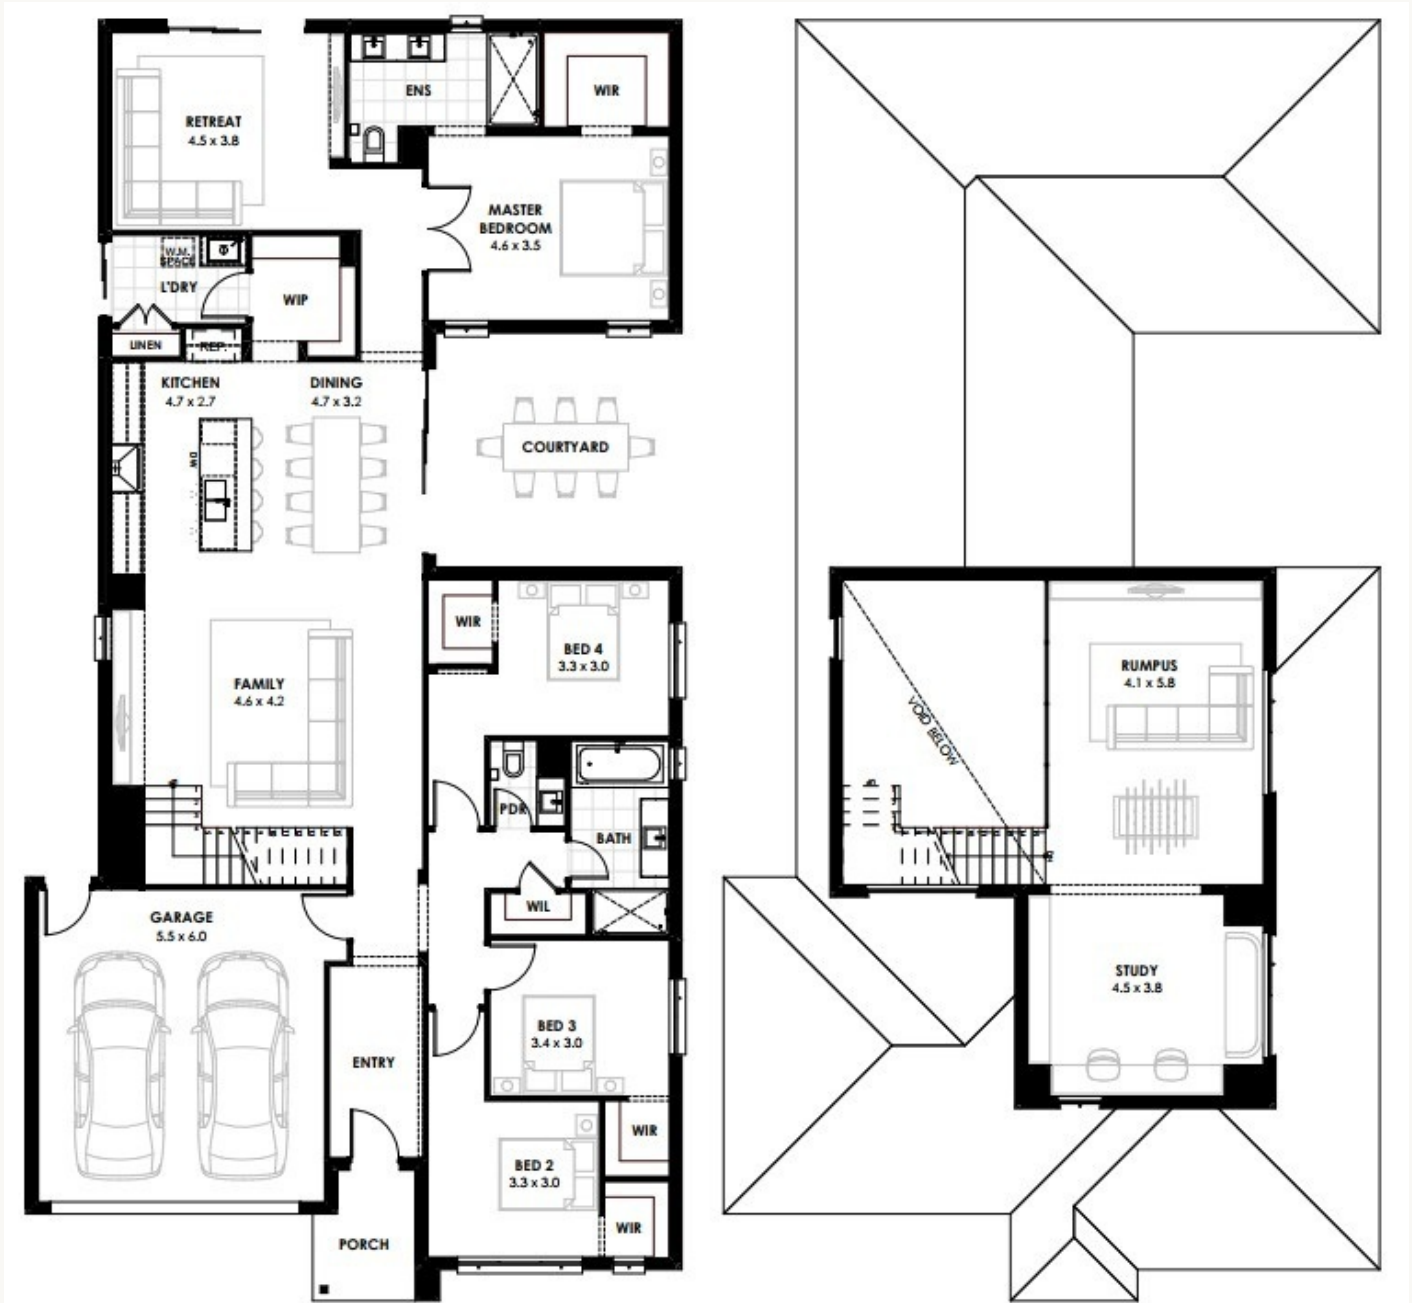 ENS
WIR
RETREAT
4.5 x 3.8
MASTER
BEDROOM
4.6 x 3.5
W.M.
SPACE
L'DRY
WIP
LINEN
REF.
KITCHEN
4.7 x 2.7
DINING
4.7 x 3.2
DW
COURTYARD
WIR
BED 4
3.3 x 3.0
FAMILY
4.6 x 4.2
PDR
BATH
WIL
GARAGE
5.5 x 6.0
BED 3
3.4 x 3.0
ENTRY
WIR
BED 2
3.3 x 3.0
WIR
PORCH
RUMPUS
4.1 x 5.8
VOID BELOW
STUDY
4.5 x 3.8